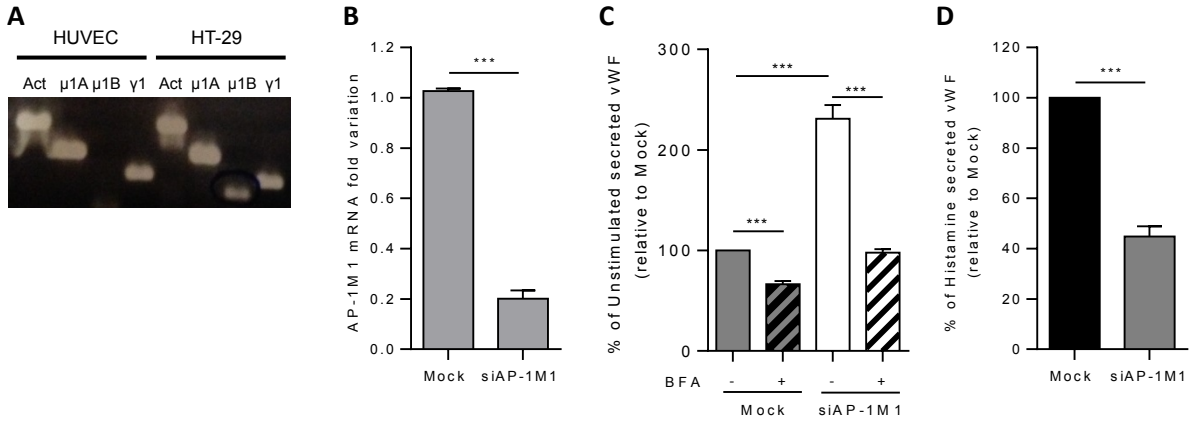 A
HUVEC HT-29
Act μ1A μ1B γ1 Act μ1A μ1B γ1
B
AP-1M1 mRNA fold variation
1.2
1.0
0.8
0.6
0.4
0.2
0.0
***
Mock siAP-1M1
C
% of Unstimulated secreted vWF
(relative to Mock)
300
200
100
0
***
***
***
BFA - + - +
Mock siAP-1M1
D
% of Histamine secreted vWF
(relative to Mock)
120
100
80
60
40
20
0
***
Mock siAP-1M1